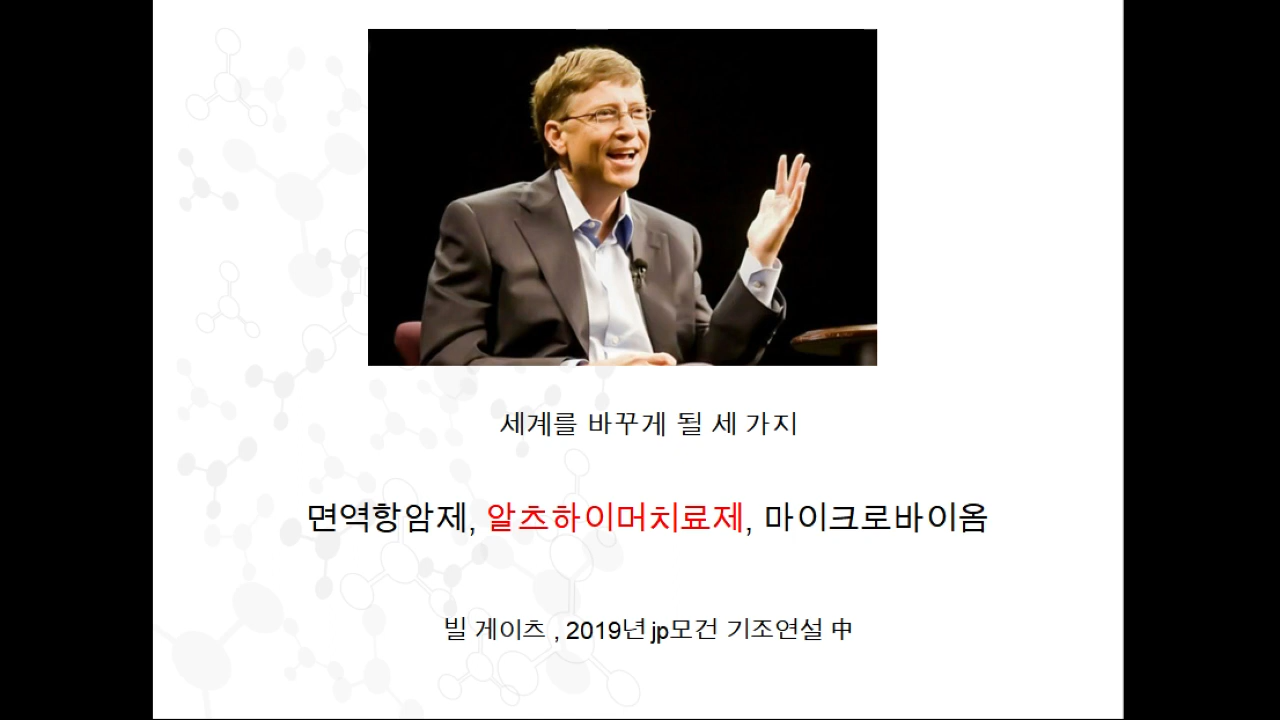 세계를 바꾸게 될 세 가지
면역항암제, 알츠하이머치료제, 마이크로바이옴
빌 게이츠 , 2019년 jp모건 기조연설 中